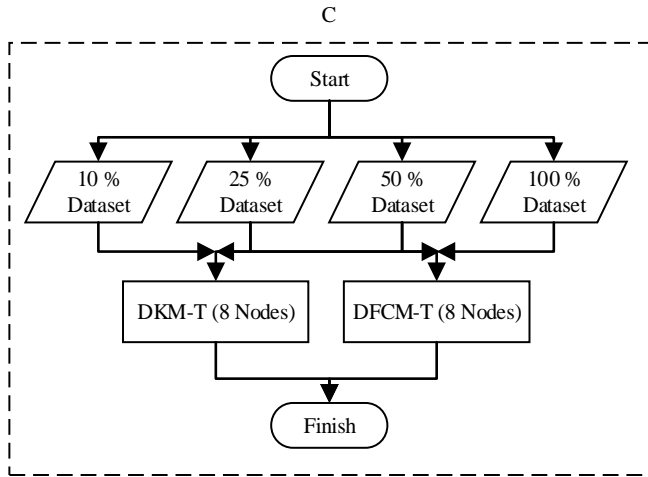 C
Start
10 %
Dataset
25 %
Dataset
50 %
Dataset
100 %
Dataset
DKM-T (8 Nodes)
DFCM-T (8 Nodes)
Finish